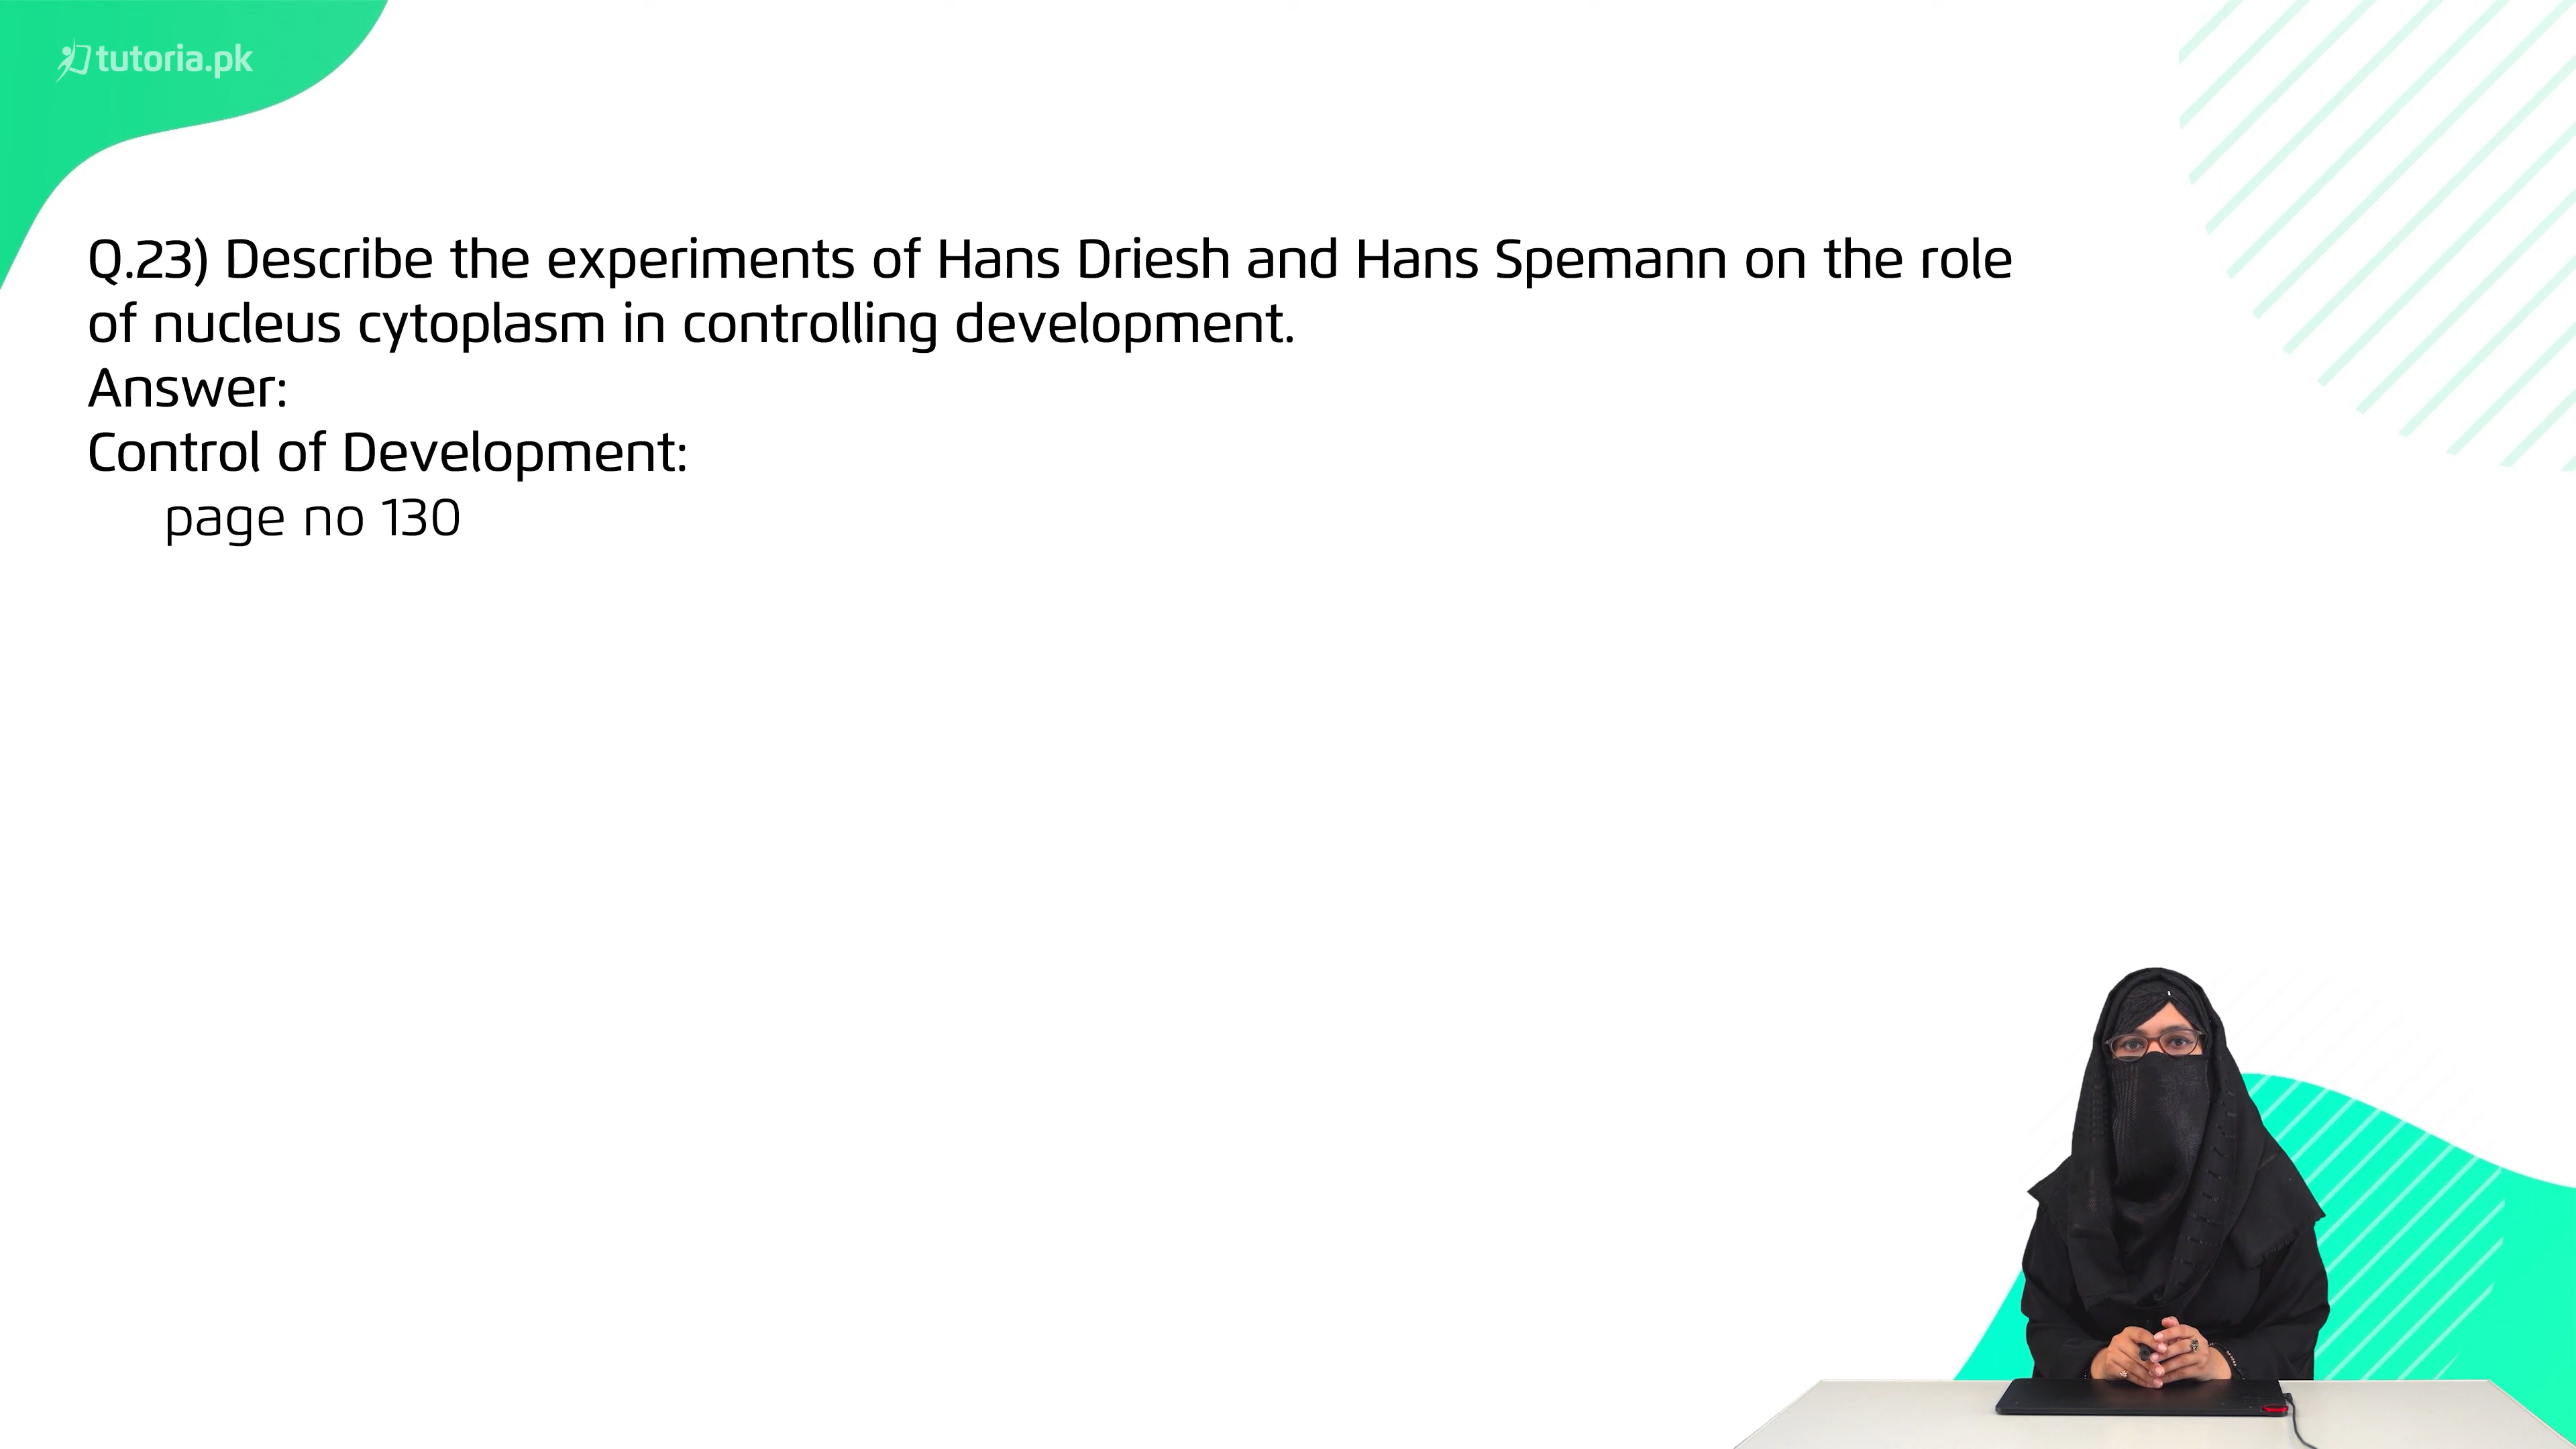 tutoria.pk
Q.23) Describe the experiments of Hans Driesh and Hans Spemann on the role
of nucleus cytoplasm in controlling development.
Answer:
Control of Development:
page no 130